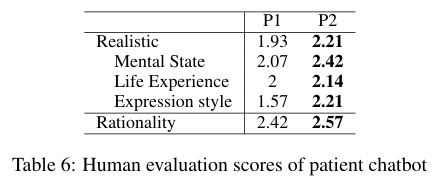 P1 P2
Realistic 1.93 2.21
Mental State 2.07 2.42
Life Experience 2 2.14
Expression style 1.57 2.21
Rationality 2.42 2.57
Table 6: Human evaluation scores of patient chatbot